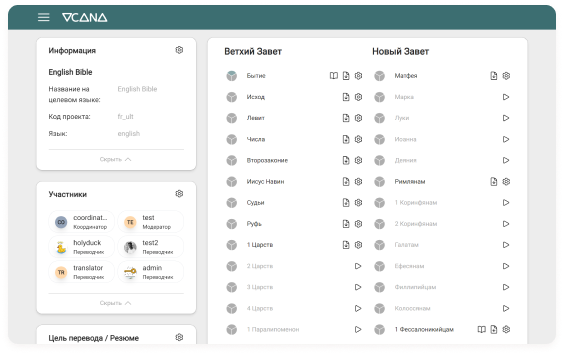 VCANA
Информация
English Bible
Название на целевом языке:
English Bible
Код проекта:
fr_ult
Язык:
english
Скрыть
Участники
CO
coordinat...
Координатор
TE
test
Модератор
holyduck
Переводчик
test2
Переводчик
TR
translator
Переводчик
admin
Переводчик
Скрыть
Цель перевода / Резюме
Ветхий Завет
Бытие
Исход
Левит
Числа
Второзаконие
Иисус Навин
Судьи
Руфь
1 Царств
2 Царств
3 Царств
4 Царств
1 Паралипоменон
Новый Завет
Матфея
Марка
Луки
Иоанна
Деяния
Римлянам
1 Коринфянам
2 Коринфянам
Галатам
Ефесянам
Филлипийцам
Колоссянам
1 Фессалоникийцам